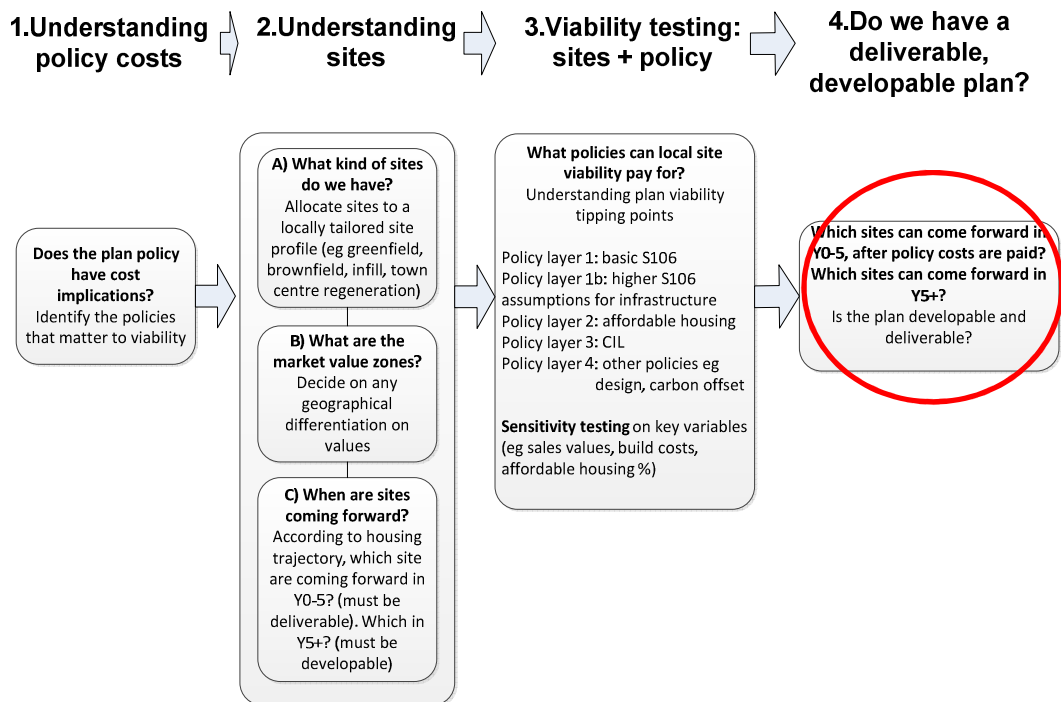 1.Understanding
policy costs
2.Understanding
sites
3.Viability testing:
sites + policy
4.Do we have a
deliverable,
developable plan?
Does the plan policy
have cost
implications?
Identify the policies
that matter to viability
A) What kind of sites
do we have?
Allocate sites to a
locally tailored site
profile (eg greenfield,
brownfield, infill, town
centre regeneration)
B) What are the
market value zones?
Decide on any
geographical
differentiation on
values
C) When are sites
coming forward?
According to housing
trajectory, which site
are coming forward in
Y0-5? (must be
deliverable). Which in
Y5+? (must be
developable)
What policies can local site
viability pay for?
Understanding plan viability
tipping points
Policy layer 1: basic S106
Policy layer 1b: higher S106
assumptions for infrastructure
Policy layer 2: affordable housing
Policy layer 3: CIL
Policy layer 4: other policies eg
design, carbon offset
Sensitivity testing on key variables
(eg sales values, build costs,
affordable housing %)
Which sites can come forward in
Y0-5, after policy costs are paid?
Which sites can come forward in
Y5+?
Is the plan developable and
deliverable?